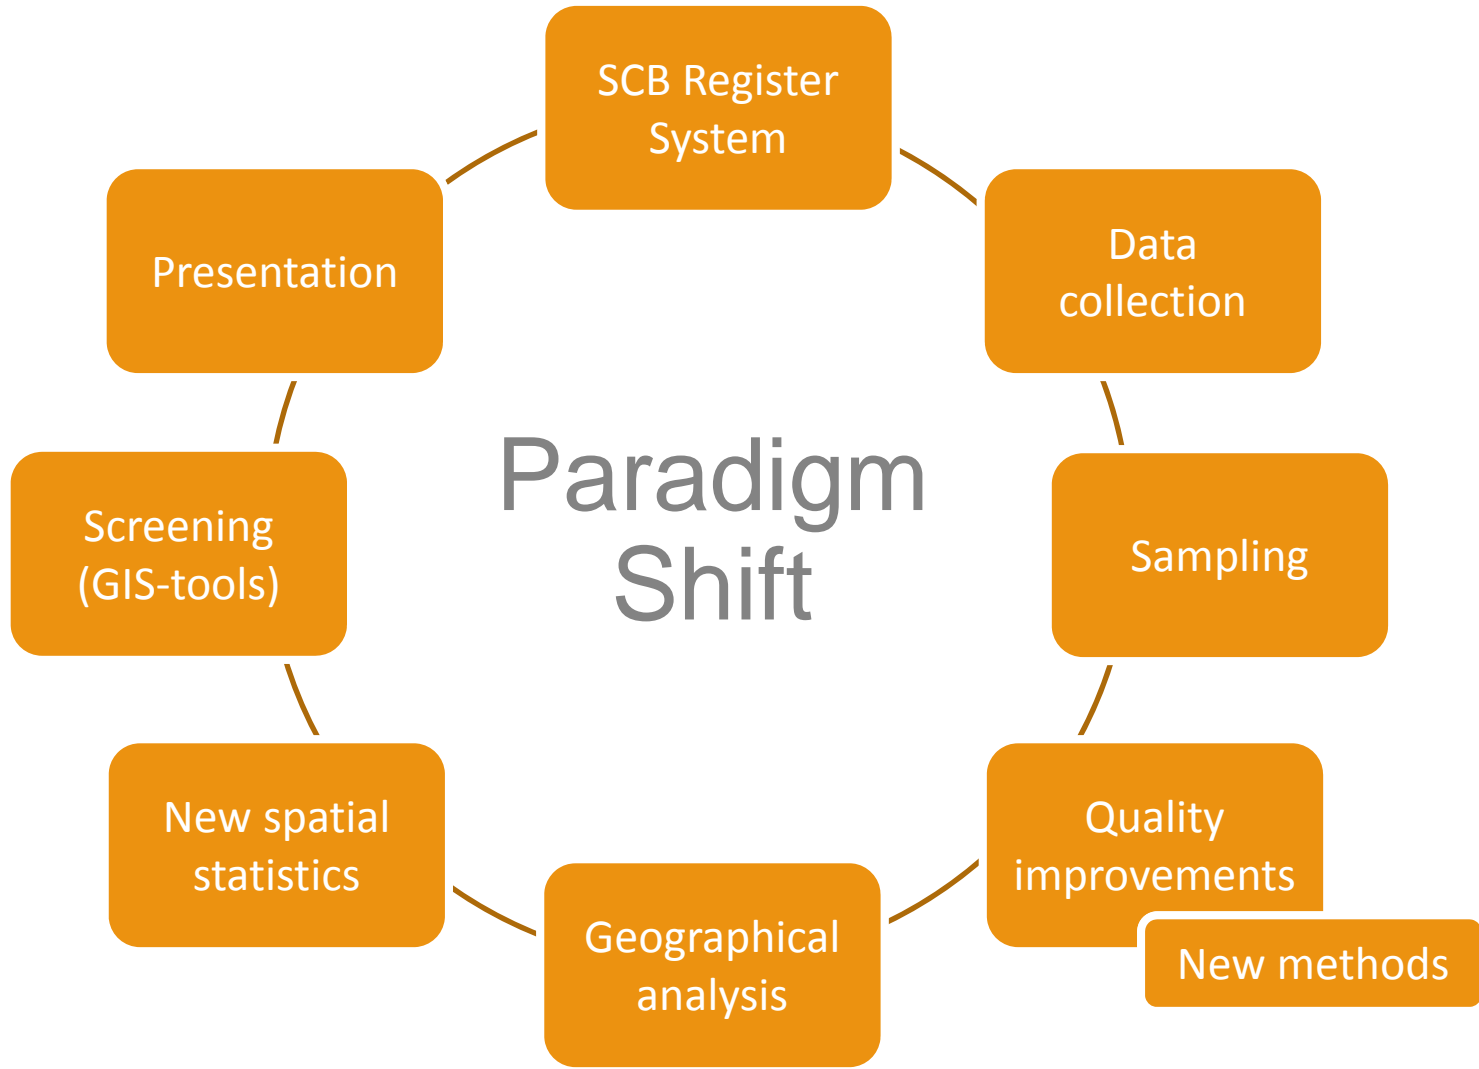 SCB Register
System
Data
collection
Sampling
Quality
improvements
New methods
Geographical
analysis
New spatial
statistics
Screening
(GIS-tools)
Presentation
Paradigm
Shift